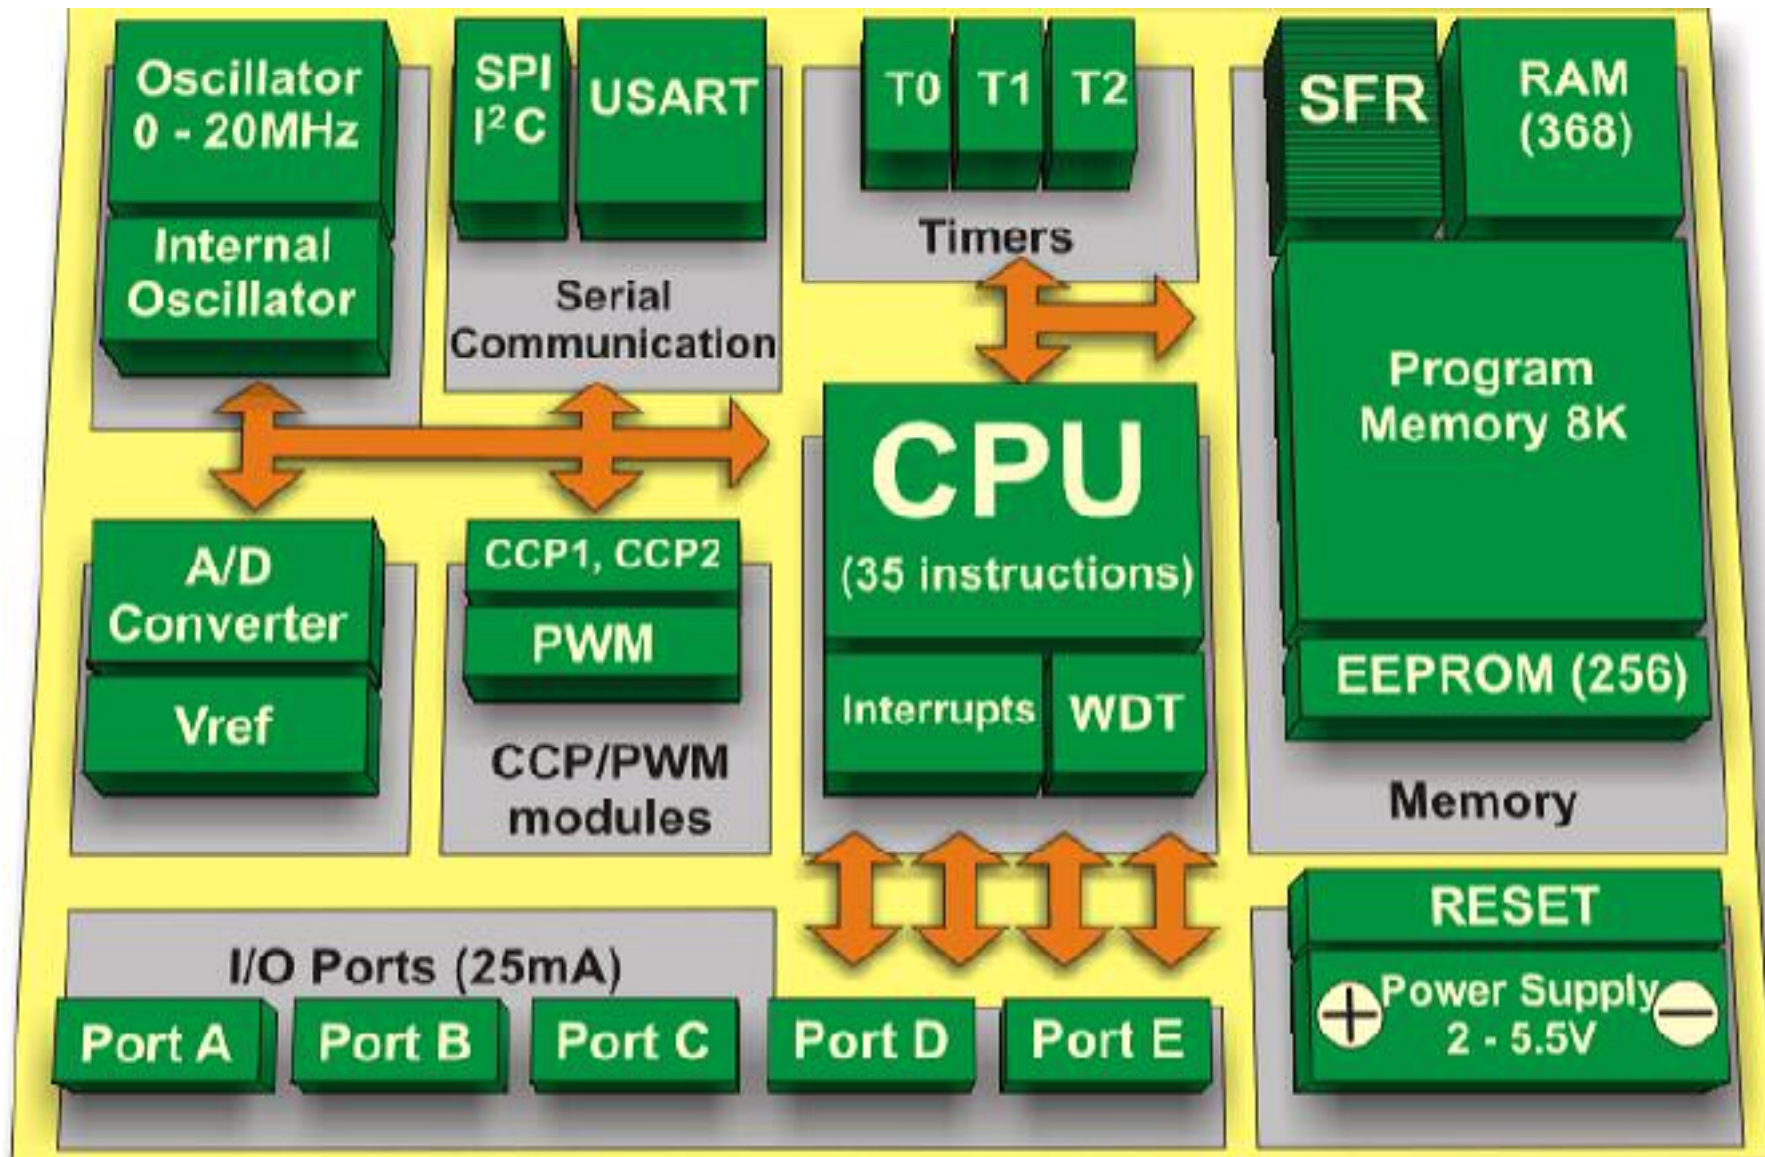 Oscillator
0 - 20MHz
Internal
Oscillator
SPI
I²C
USART
Serial
Communication
T0
T1
T2
Timers
SFR
RAM
(368)
Program
Memory 8K
EEPROM (256)
Memory
CPU
(35 instructions)
Interrupts
WDT
A/D
Converter
Vref
CCP1, CCP2
PWM
CCP/PWM
modules
I/O Ports (25mA)
Port A
Port B
Port C
Port D
Port E
RESET
+ Power Supply −
2 - 5.5V